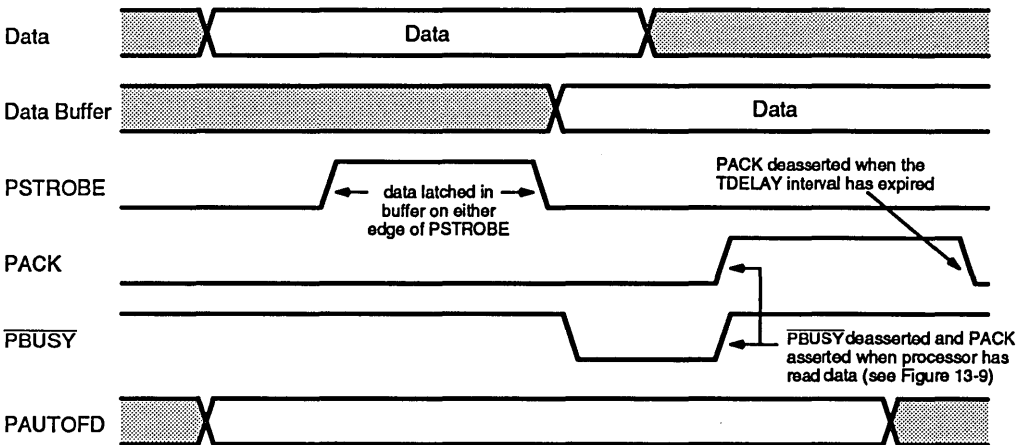 Data
Data
Data Buffer
Data
PSTROBE
data latched in
buffer on either
edge of PSTROBE
PACK deasserted when the
TDELAY interval has expired
PACK
PBUSY
PBUSY deasserted and PACK
asserted when processor has
read data (see Figure 13-9)
PAUTOFD